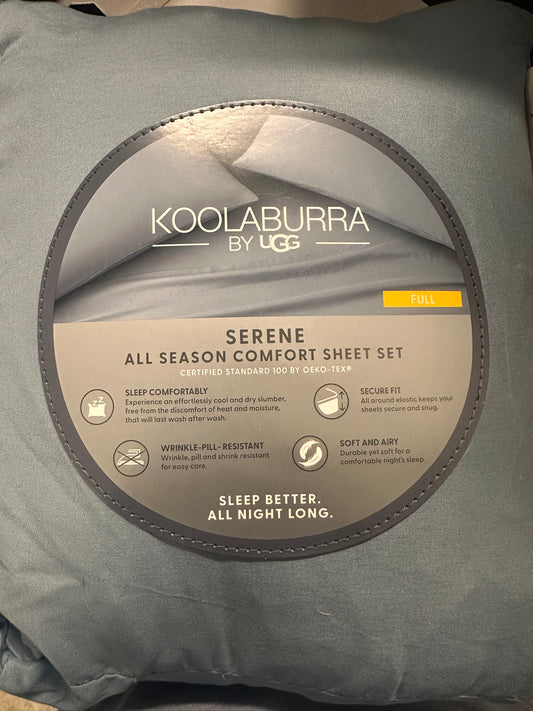 KOOLABURRA
BY UGG
FULL
SERENE
ALL SEASON COMFORT SHEET SET
CERTIFIED STANDARD 100 BY OEKO-TEX®
zz
SLEEP COMFORTABLY
Experience an effortlessly cool and dry slumber,
free from the discomfort of heat and moisture,
that will last wash after wash.
SECURE FIT
All around elastic keeps your
sheets secure and snug.
WRINKLE-PILL- RESISTANT
Wrinkle, pill and shrink resistant
for easy care.
SOFT AND AIRY
Durable yet soft for a
comfortable night's sleep.
SLEEP BETTER.
ALL NIGHT LONG.